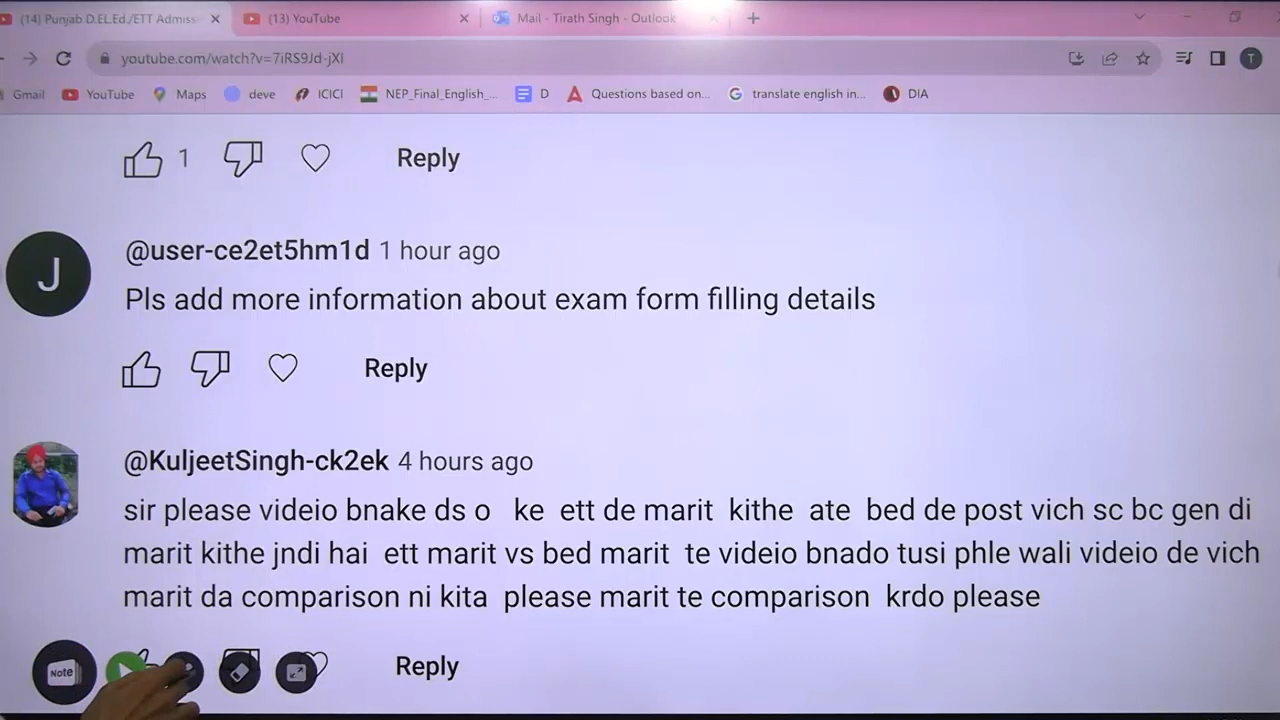 (14) Punjab D.EL.Ed./ETT Admiss
(13) YouTube
Mail - Tirath Singh - Outlook
youtube.com/watch?v=7iRS9Jd-jXI
T
Gmail
YouTube
Maps
deve
ICICI
NEP_Final_English_...
D
Questions based on...
translate english in...
DIA
1
Reply
J
@user-ce2et5hm1d 1 hour ago
Pls add more information about exam form filling details
Reply
@KuljeetSingh-ck2ek 4 hours ago
sir please videio bnake ds o ke ett de marit kithe ate bed de post vich sc bc gen di
marit kithe jndi hai ett marit vs bed marit te videio bnado tusi phle wali videio de vich
marit da comparison ni kita please marit te comparison krdo please
Note
Reply